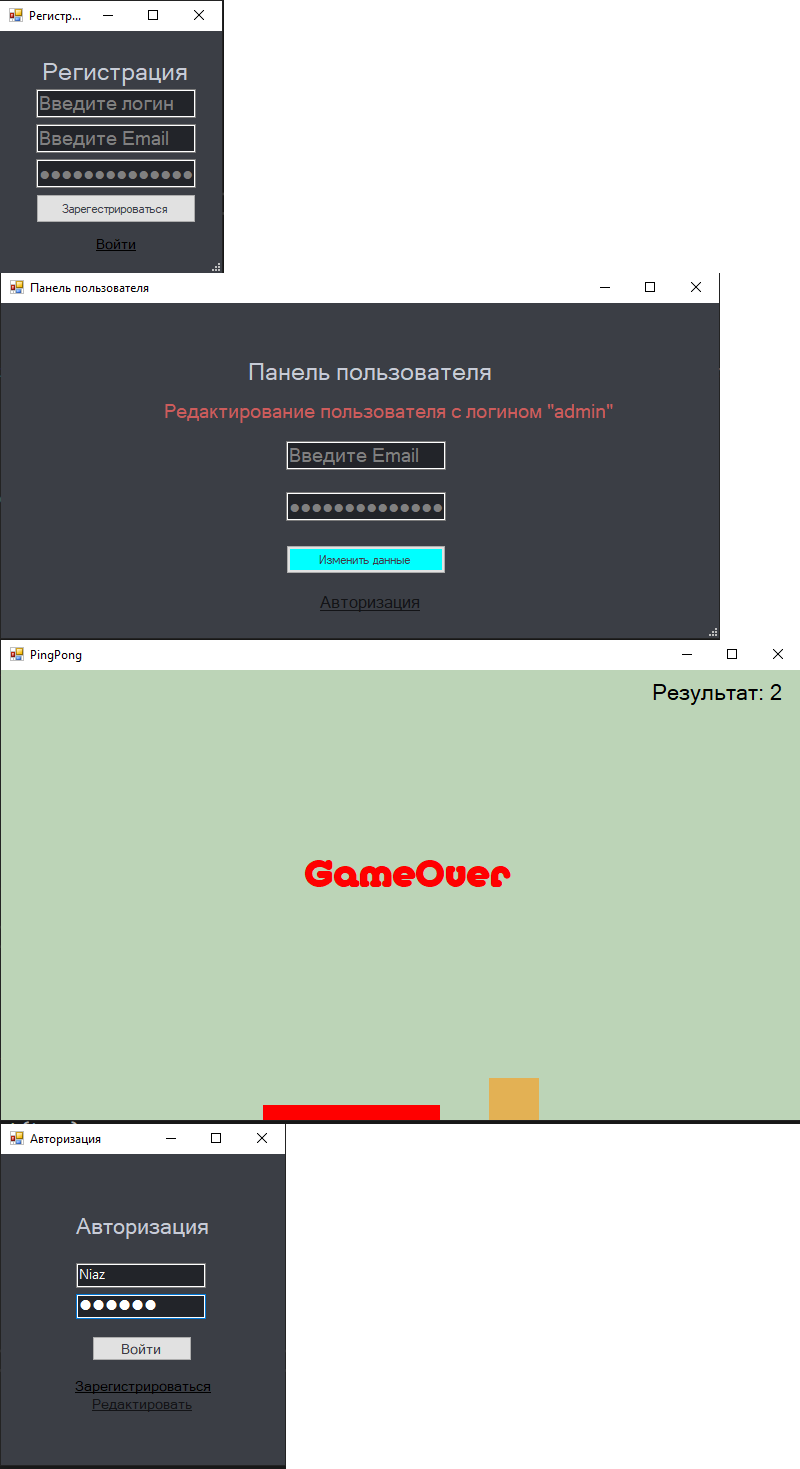 Регистр...
Регистрация
Введите логин
Введите Email
●●●●●●●●●●●●●●
Зарегестрироваться
Войти
Панель пользователя
Панель пользователя
Редактирование пользователя с логином "admin"
Введите Email
●●●●●●●●●●●●●●
Изменить данные
Авторизация
PingPong
Результат: 2
GameOver
Авторизация
Авторизация
Niaz
●●●●●●
Войти
Зарегистрироваться
Редактировать